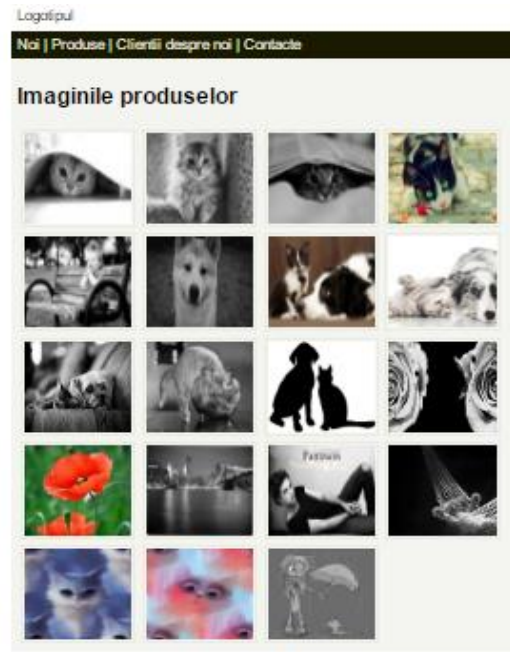 Logotipul
Noi | Produse | Clientii despre noi | Contacte
Imaginile produselor